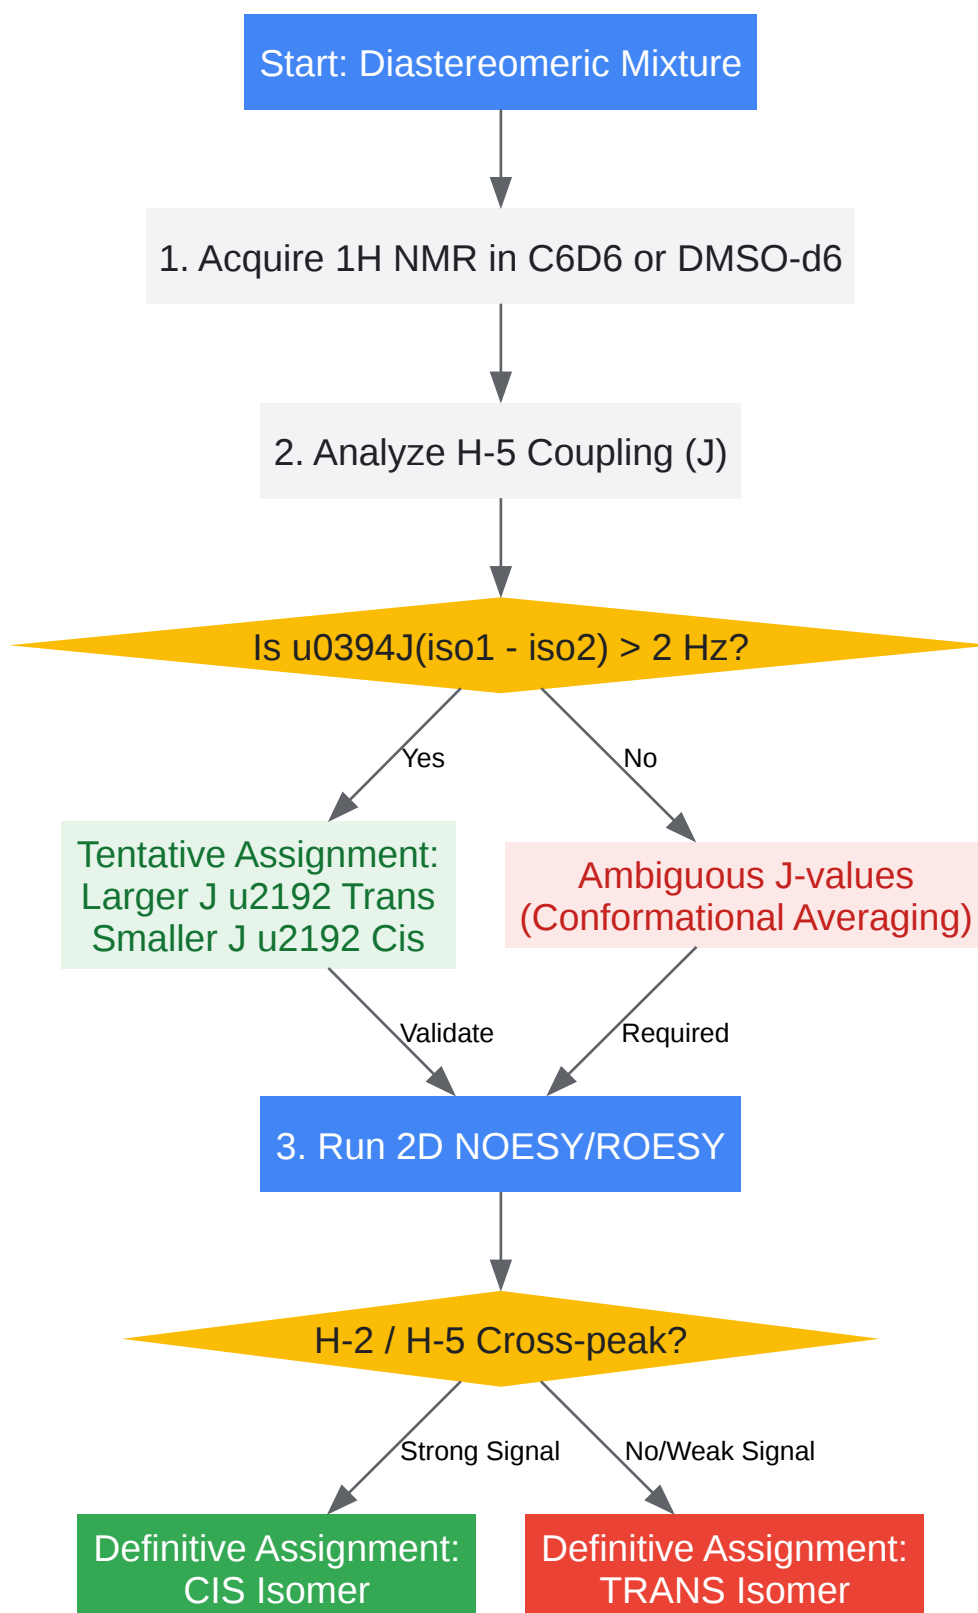 Start: Diastereomeric Mixture
1. Acquire 1H NMR in C6D6 or DMSO-d6
2. Analyze H-5 Coupling (J)
Is u0394J(iso1 - iso2) > 2 Hz?
Yes
No
Tentative Assignment:
Larger J u2192 Trans
Smaller J u2192 Cis
Ambiguous J-values
(Conformational Averaging)
Validate
Required
3. Run 2D NOESY/ROESY
H-2 / H-5 Cross-peak?
Strong Signal
No/Weak Signal
Definitive Assignment:
CIS Isomer
Definitive Assignment:
TRANS Isomer